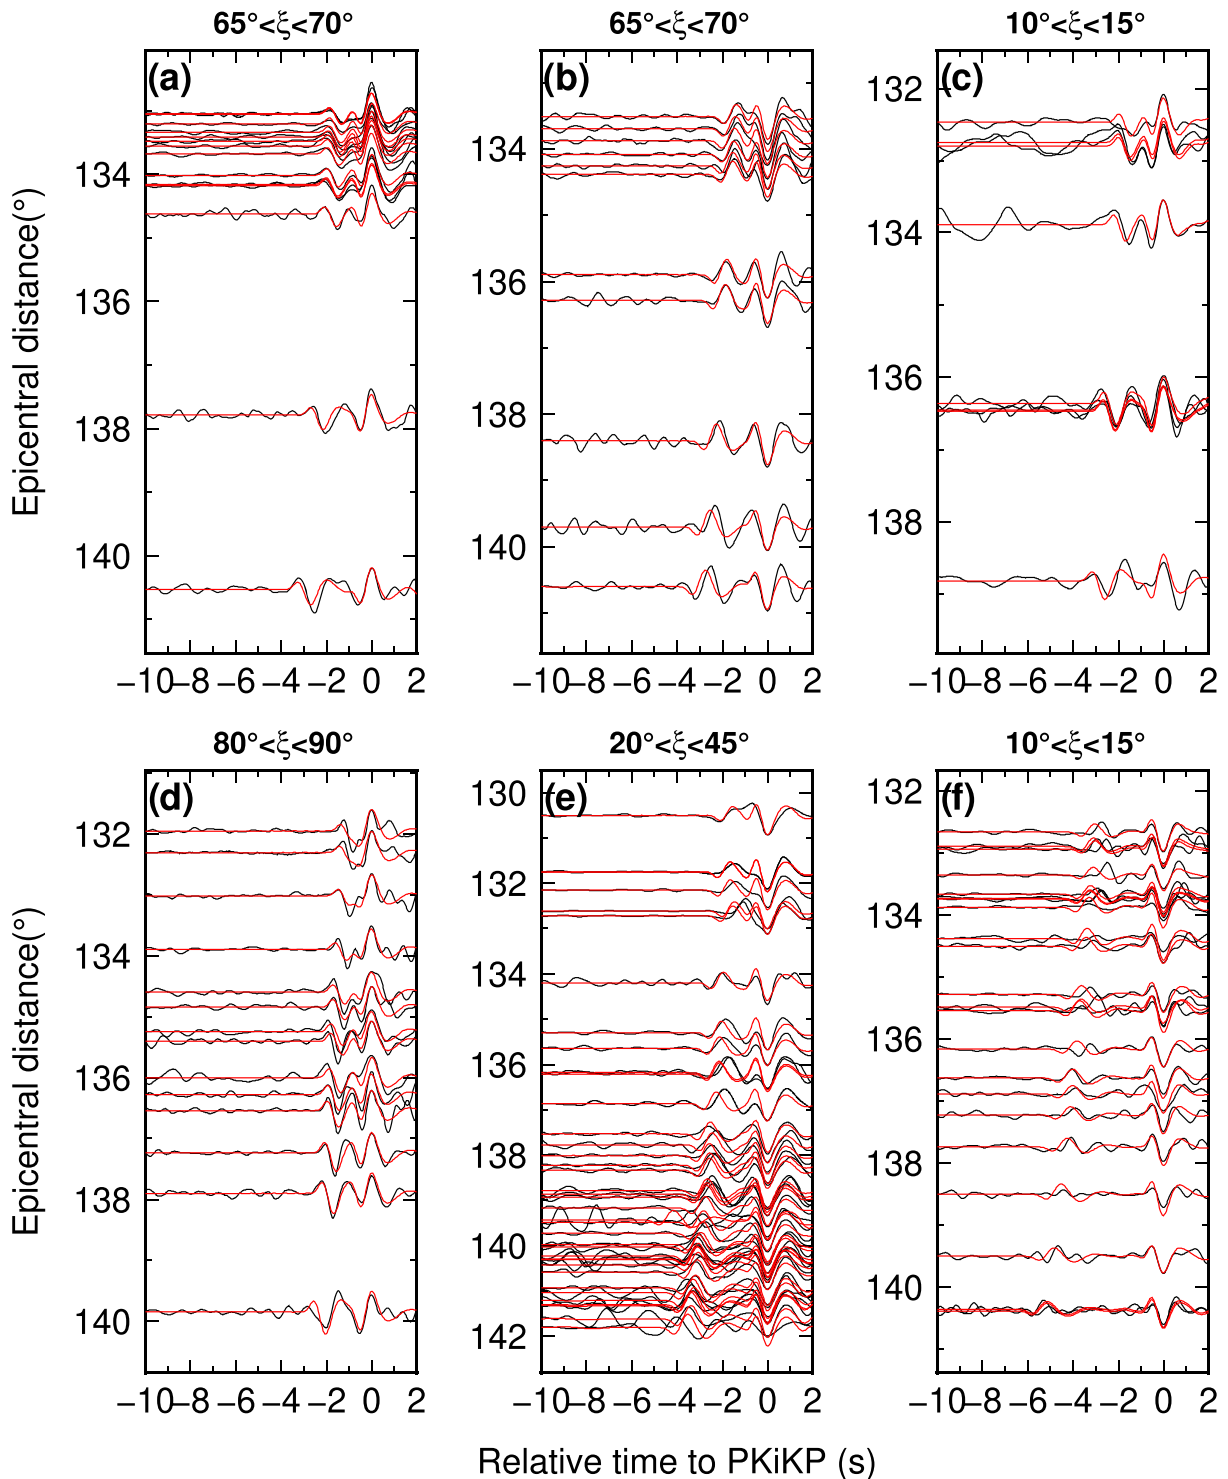 65°<ξ<70° 65°<ξ<70° 10°<ξ<15°
(a) (b) (c)
Epicentral distance(°)
134
136
138
140
134
136
138
140
132
134
136
138
−10 −8 −6 −4 −2 0 2
−10 −8 −6 −4 −2 0 2
−10 −8 −6 −4 −2 0 2
80°<ξ<90° 20°<ξ<45° 10°<ξ<15°
(d) (e) (f)
Epicentral distance(°)
132
134
136
138
140
130
132
134
136
138
140
142
132
134
136
138
140
−10 −8 −6 −4 −2 0 2
−10 −8 −6 −4 −2 0 2
−10 −8 −6 −4 −2 0 2
Relative time to PKiKP (s)